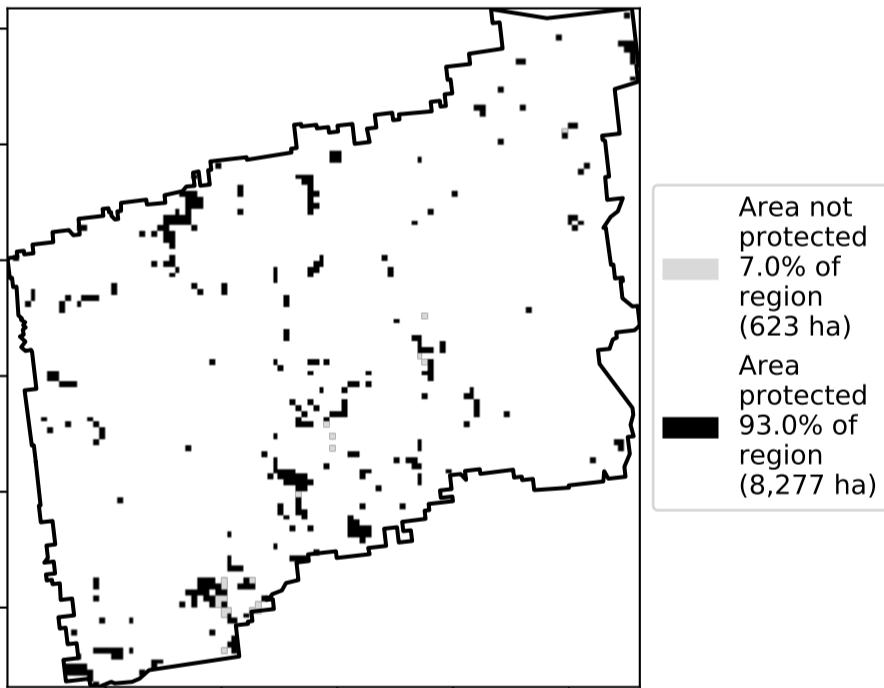 Area not
protected
7.0% of
region
(623 ha)
Area
protected
93.0% of
region
(8,277 ha)